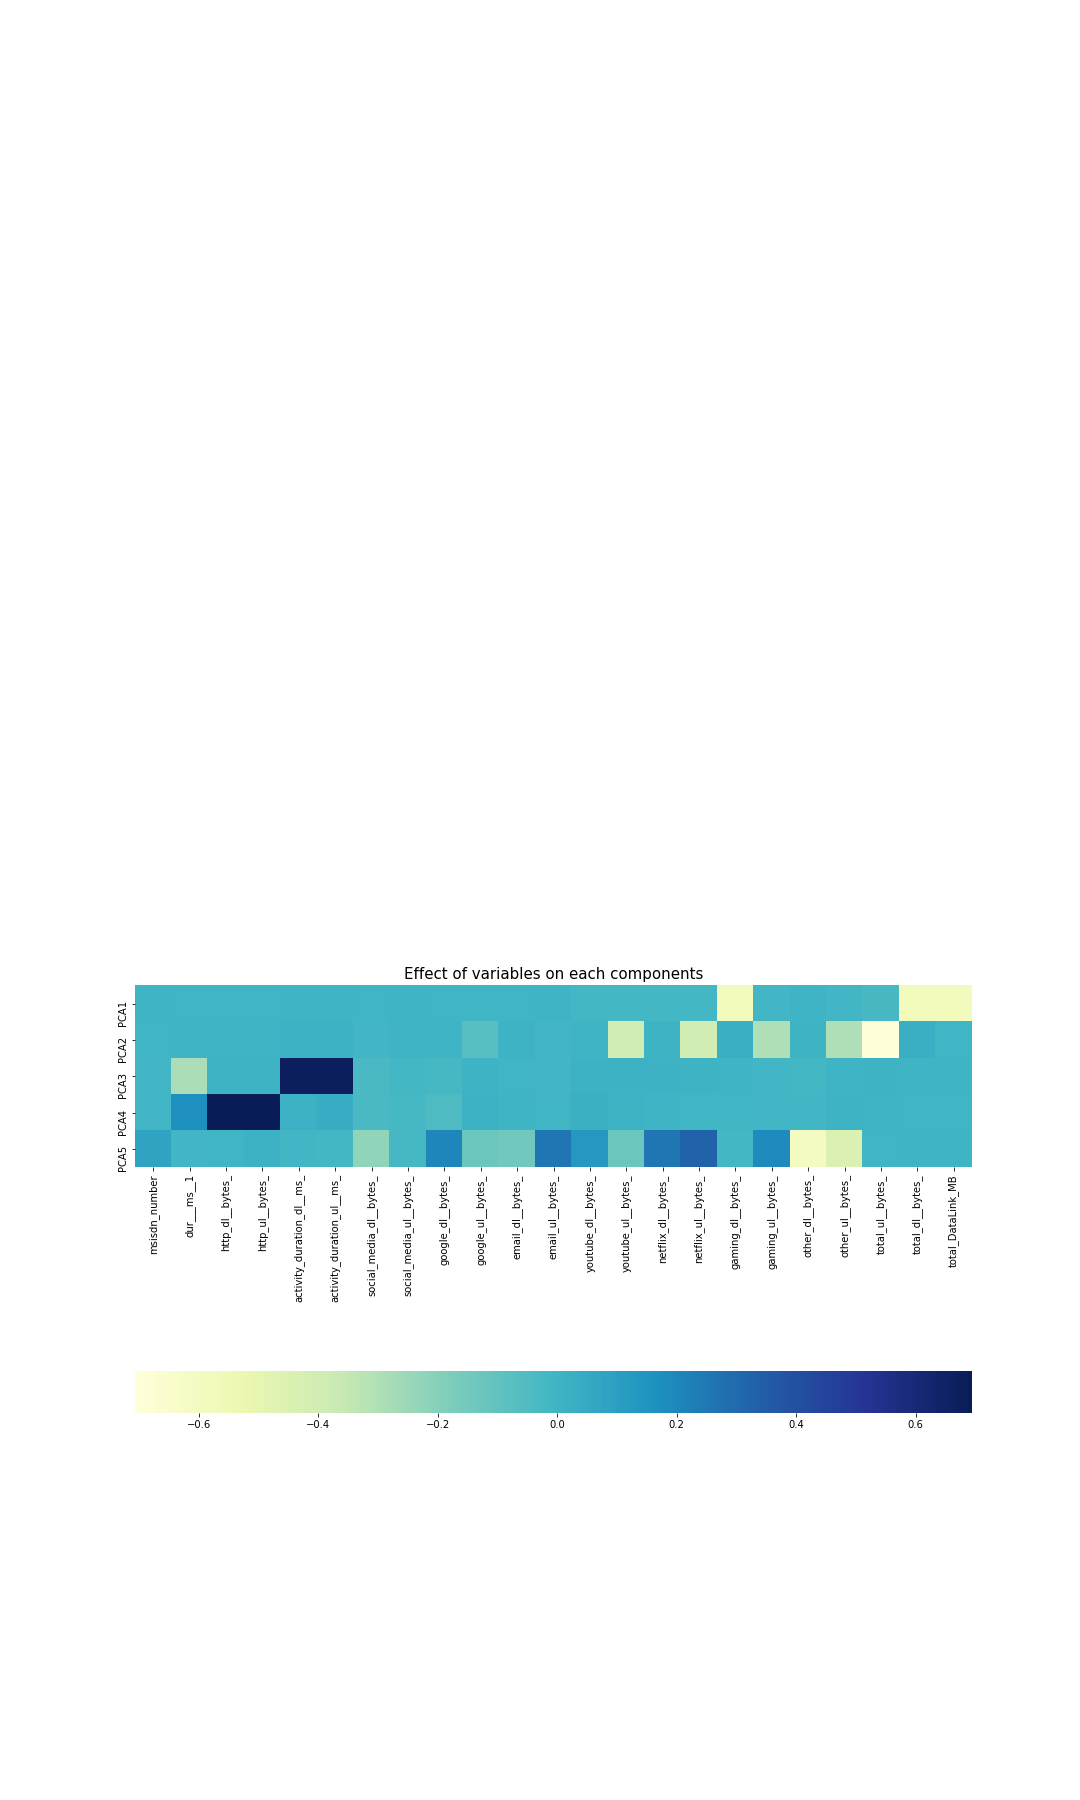 Effect of variables on each components
PCA1
PCA2
PCA3
PCA4
PCA5
msisdn_number
dur___ms__1
http_dl__bytes_
http_ul__bytes_
activity_duration_dl__ms_
activity_duration_ul__ms_
social_media_dl__bytes_
social_media_ul__bytes_
google_dl__bytes_
google_ul__bytes_
email_dl__bytes_
email_ul__bytes_
youtube_dl__bytes_
youtube_ul__bytes_
netflix_dl__bytes_
netflix_ul__bytes_
gaming_dl__bytes_
gaming_ul__bytes_
other_dl__bytes_
other_ul__bytes_
total_ul__bytes_
total_dl__bytes_
total_DataLink_MB
−0.6 −0.4 −0.2 0.0 0.2 0.4 0.6